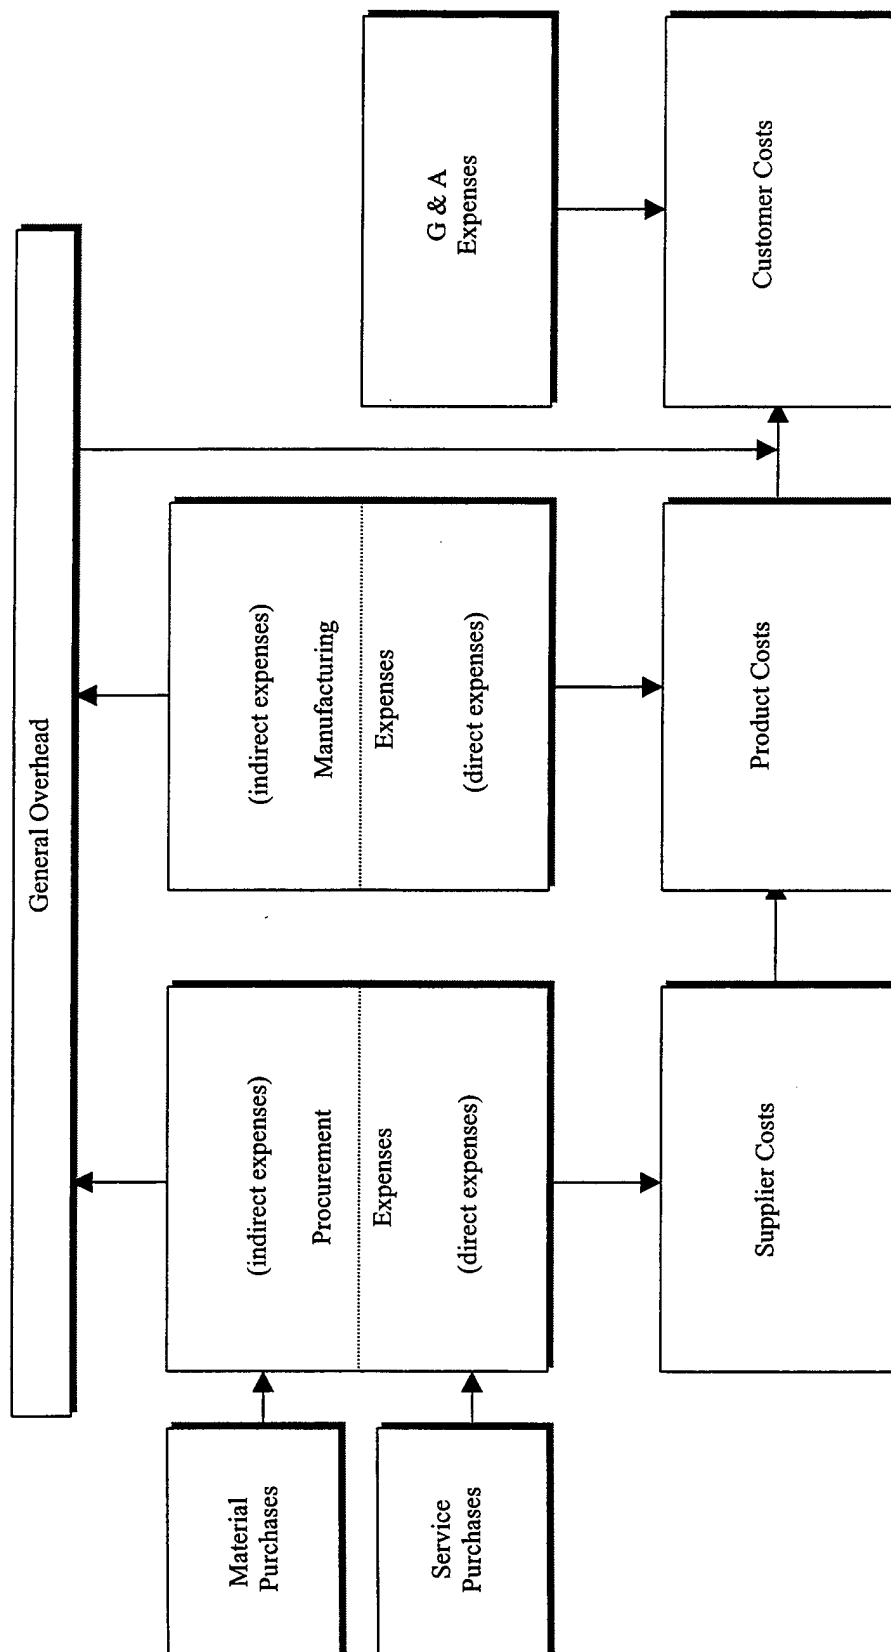 General Overhead
Material
Purchases
Service
Purchases
(indirect expenses)
Procurement
Expenses
(direct expenses)
(indirect expenses)
Manufacturing
Expenses
(direct expenses)
G & A
Expenses
Supplier Costs
Product Costs
Customer Costs